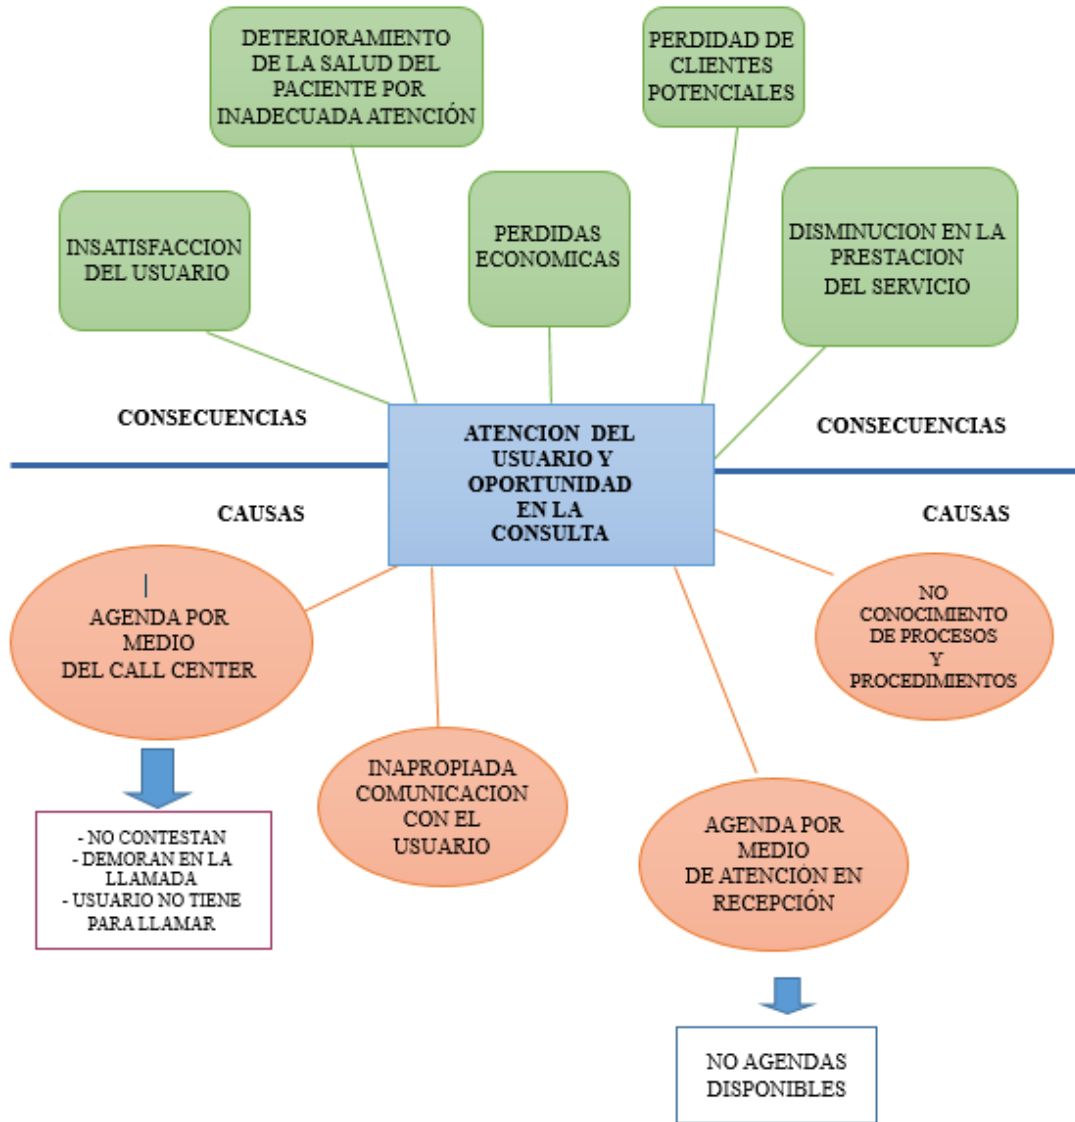 DETERIORAMIENTO
DE LA SALUD DEL
PACIENTE POR
INADECUADA ATENCIÓN
PERDIDAD DE
CLIENTES
POTENCIALES
INSATISFACCION
DEL USUARIO
PERDIDAS
ECONOMICAS
DISMINUCION EN LA
PRESTACION
DEL SERVICIO
CONSECUENCIAS
CONSECUENCIAS
ATENCION DEL
USUARIO Y
OPORTUNIDAD
EN LA
CONSULTA
CAUSAS
CAUSAS
AGENDA POR
MEDIO
DEL CALL CENTER
NO
CONOCIMIENTO
DE PROCESOS
Y
PROCEDIMIENTOS
INAPROPIADA
COMUNICACION
CON EL
USUARIO
AGENDA POR
MEDIO
DE ATENCIÓN EN
RECEPCIÓN
- NO CONTESTAN
- DEMORAN EN LA
LLAMADA
- USUARIO NO TIENE
PARA LLAMAR
NO AGENDAS
DISPONIBLES